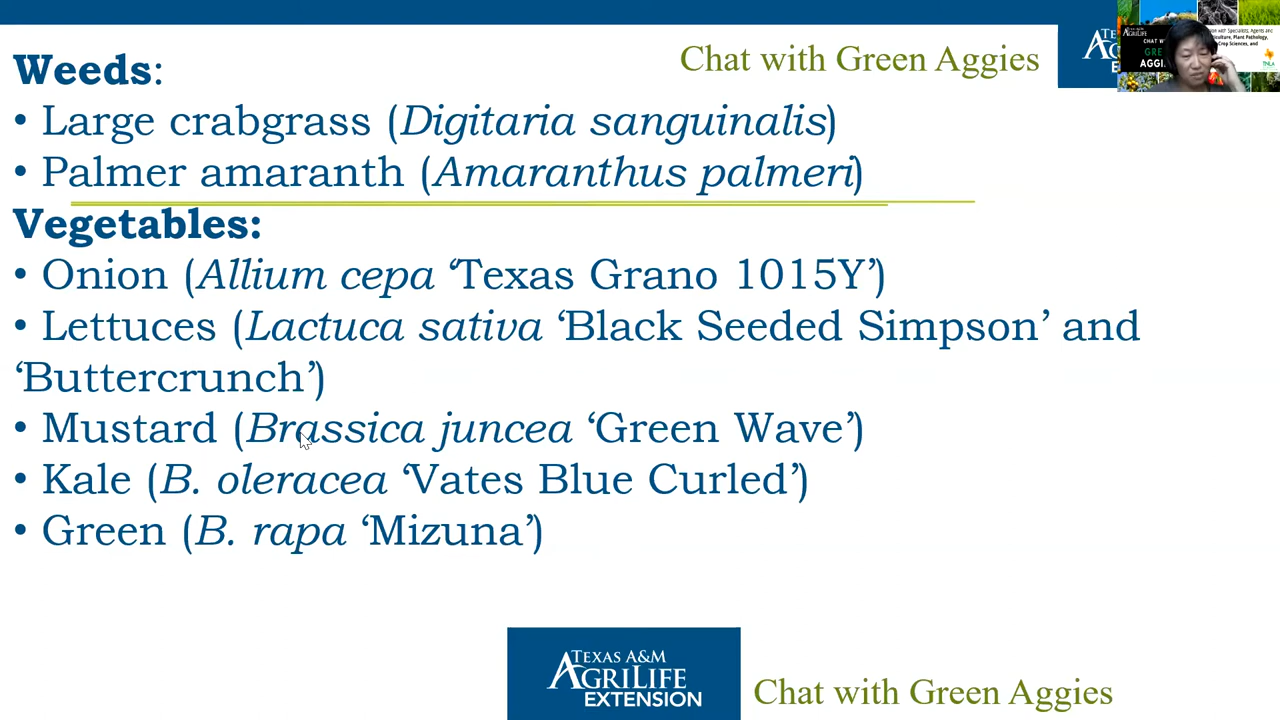 Chat with Green Aggies
Weeds:
• Large crabgrass (Digitaria sanguinalis)
• Palmer amaranth (Amaranthus palmeri)
Vegetables:
• Onion (Allium cepa ‘Texas Grano 1015Y’)
• Lettuces (Lactuca sativa ‘Black Seeded Simpson’ and
‘Buttercrunch’)
• Mustard (Brassica juncea ‘Green Wave’)
• Kale (B. oleracea ‘Vates Blue Curled’)
• Green (B. rapa ‘Mizuna’)
TEXAS A&M
AGRILIFE
EXTENSION
Chat with Green Aggies